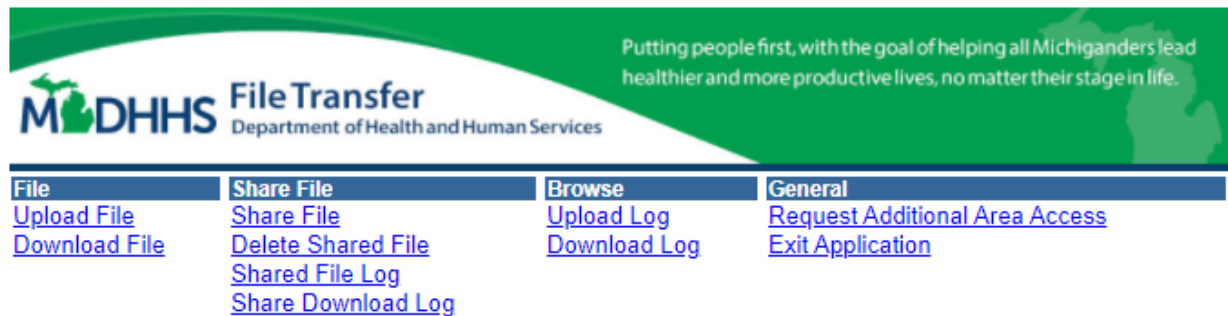 Putting people first, with the goal of helping all Michiganders lead
healthier and more productive lives, no matter their stage in life.
MDHHS File Transfer
Department of Health and Human Services
File Share File Browse General
Upload File Share File Upload Log Request Additional Area Access
Download File Delete Shared File Download Log Exit Application
Shared File Log
Share Download Log